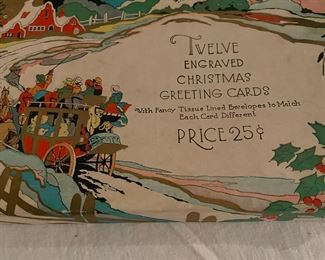 TWELVE
ENGRAVED
CHRISTMAS
GREETING CARDS
With Fancy Tissue Lined Envelopes to Match
Each Card Different
PRICE 25¢